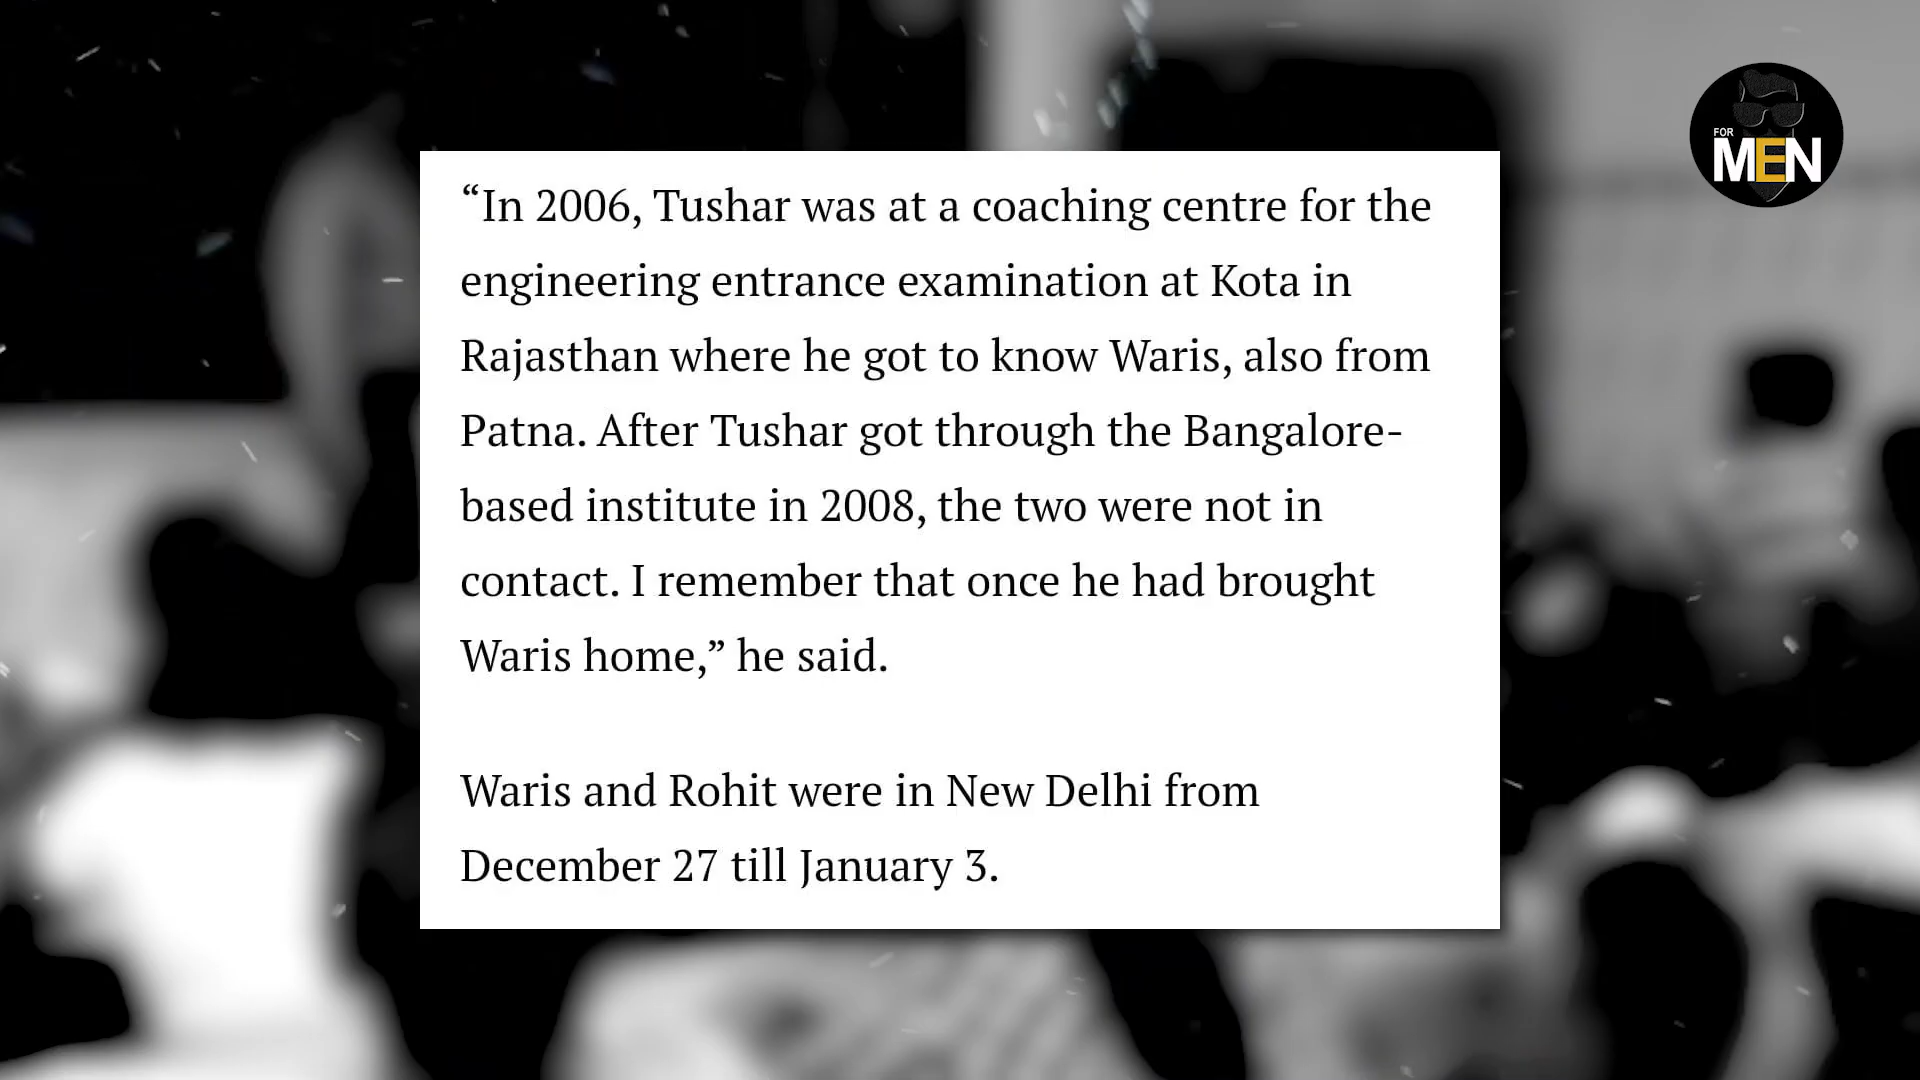 FOR
MEN
“In 2006, Tushar was at a coaching centre for the
engineering entrance examination at Kota in
Rajasthan where he got to know Waris, also from
Patna. After Tushar got through the Bangalore-
based institute in 2008, the two were not in
contact. I remember that once he had brought
Waris home,” he said.
Waris and Rohit were in New Delhi from
December 27 till January 3.